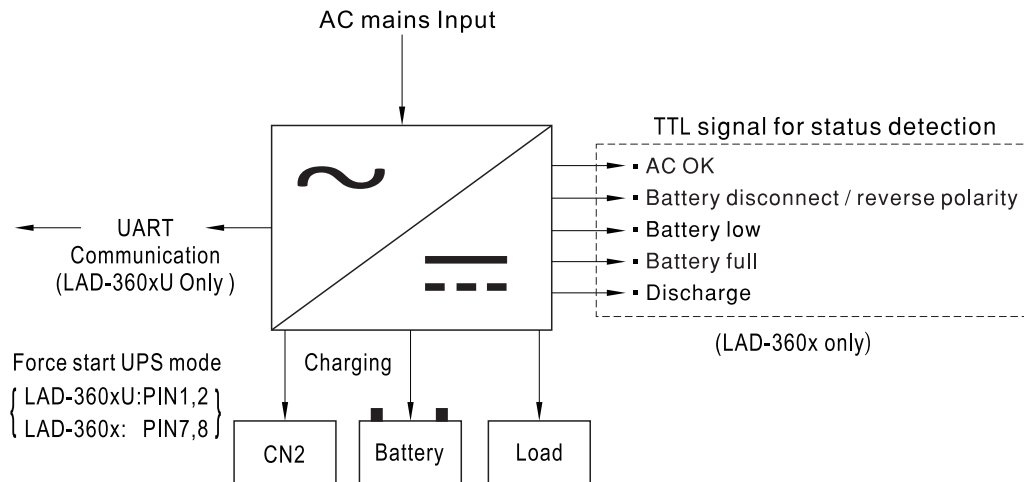 AC mains Input
TTL signal for status detection
▪ AC OK
▪ Battery disconnect / reverse polarity
▪ Battery low
▪ Battery full
▪ Discharge
(LAD-360x only)
UART
Communication
(LAD-360xU Only )
Force start UPS mode
{ LAD-360xU:PIN1,2 }
{ LAD-360x: PIN7,8 }
Charging
CN2
Battery
Load